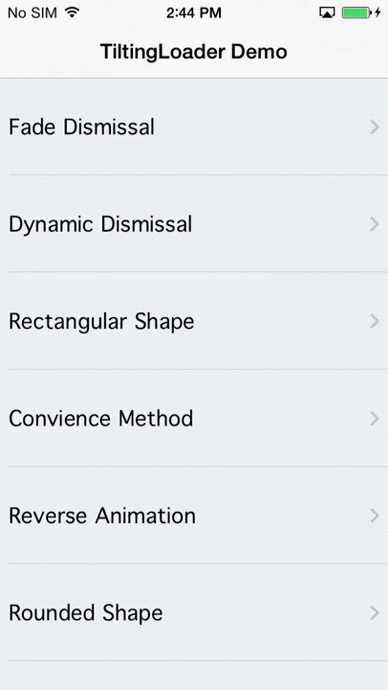 No SIM 2:44 PM
TiltingLoader Demo
Fade Dismissal
Dynamic Dismissal
Rectangular Shape
Convience Method
Reverse Animation
Rounded Shape